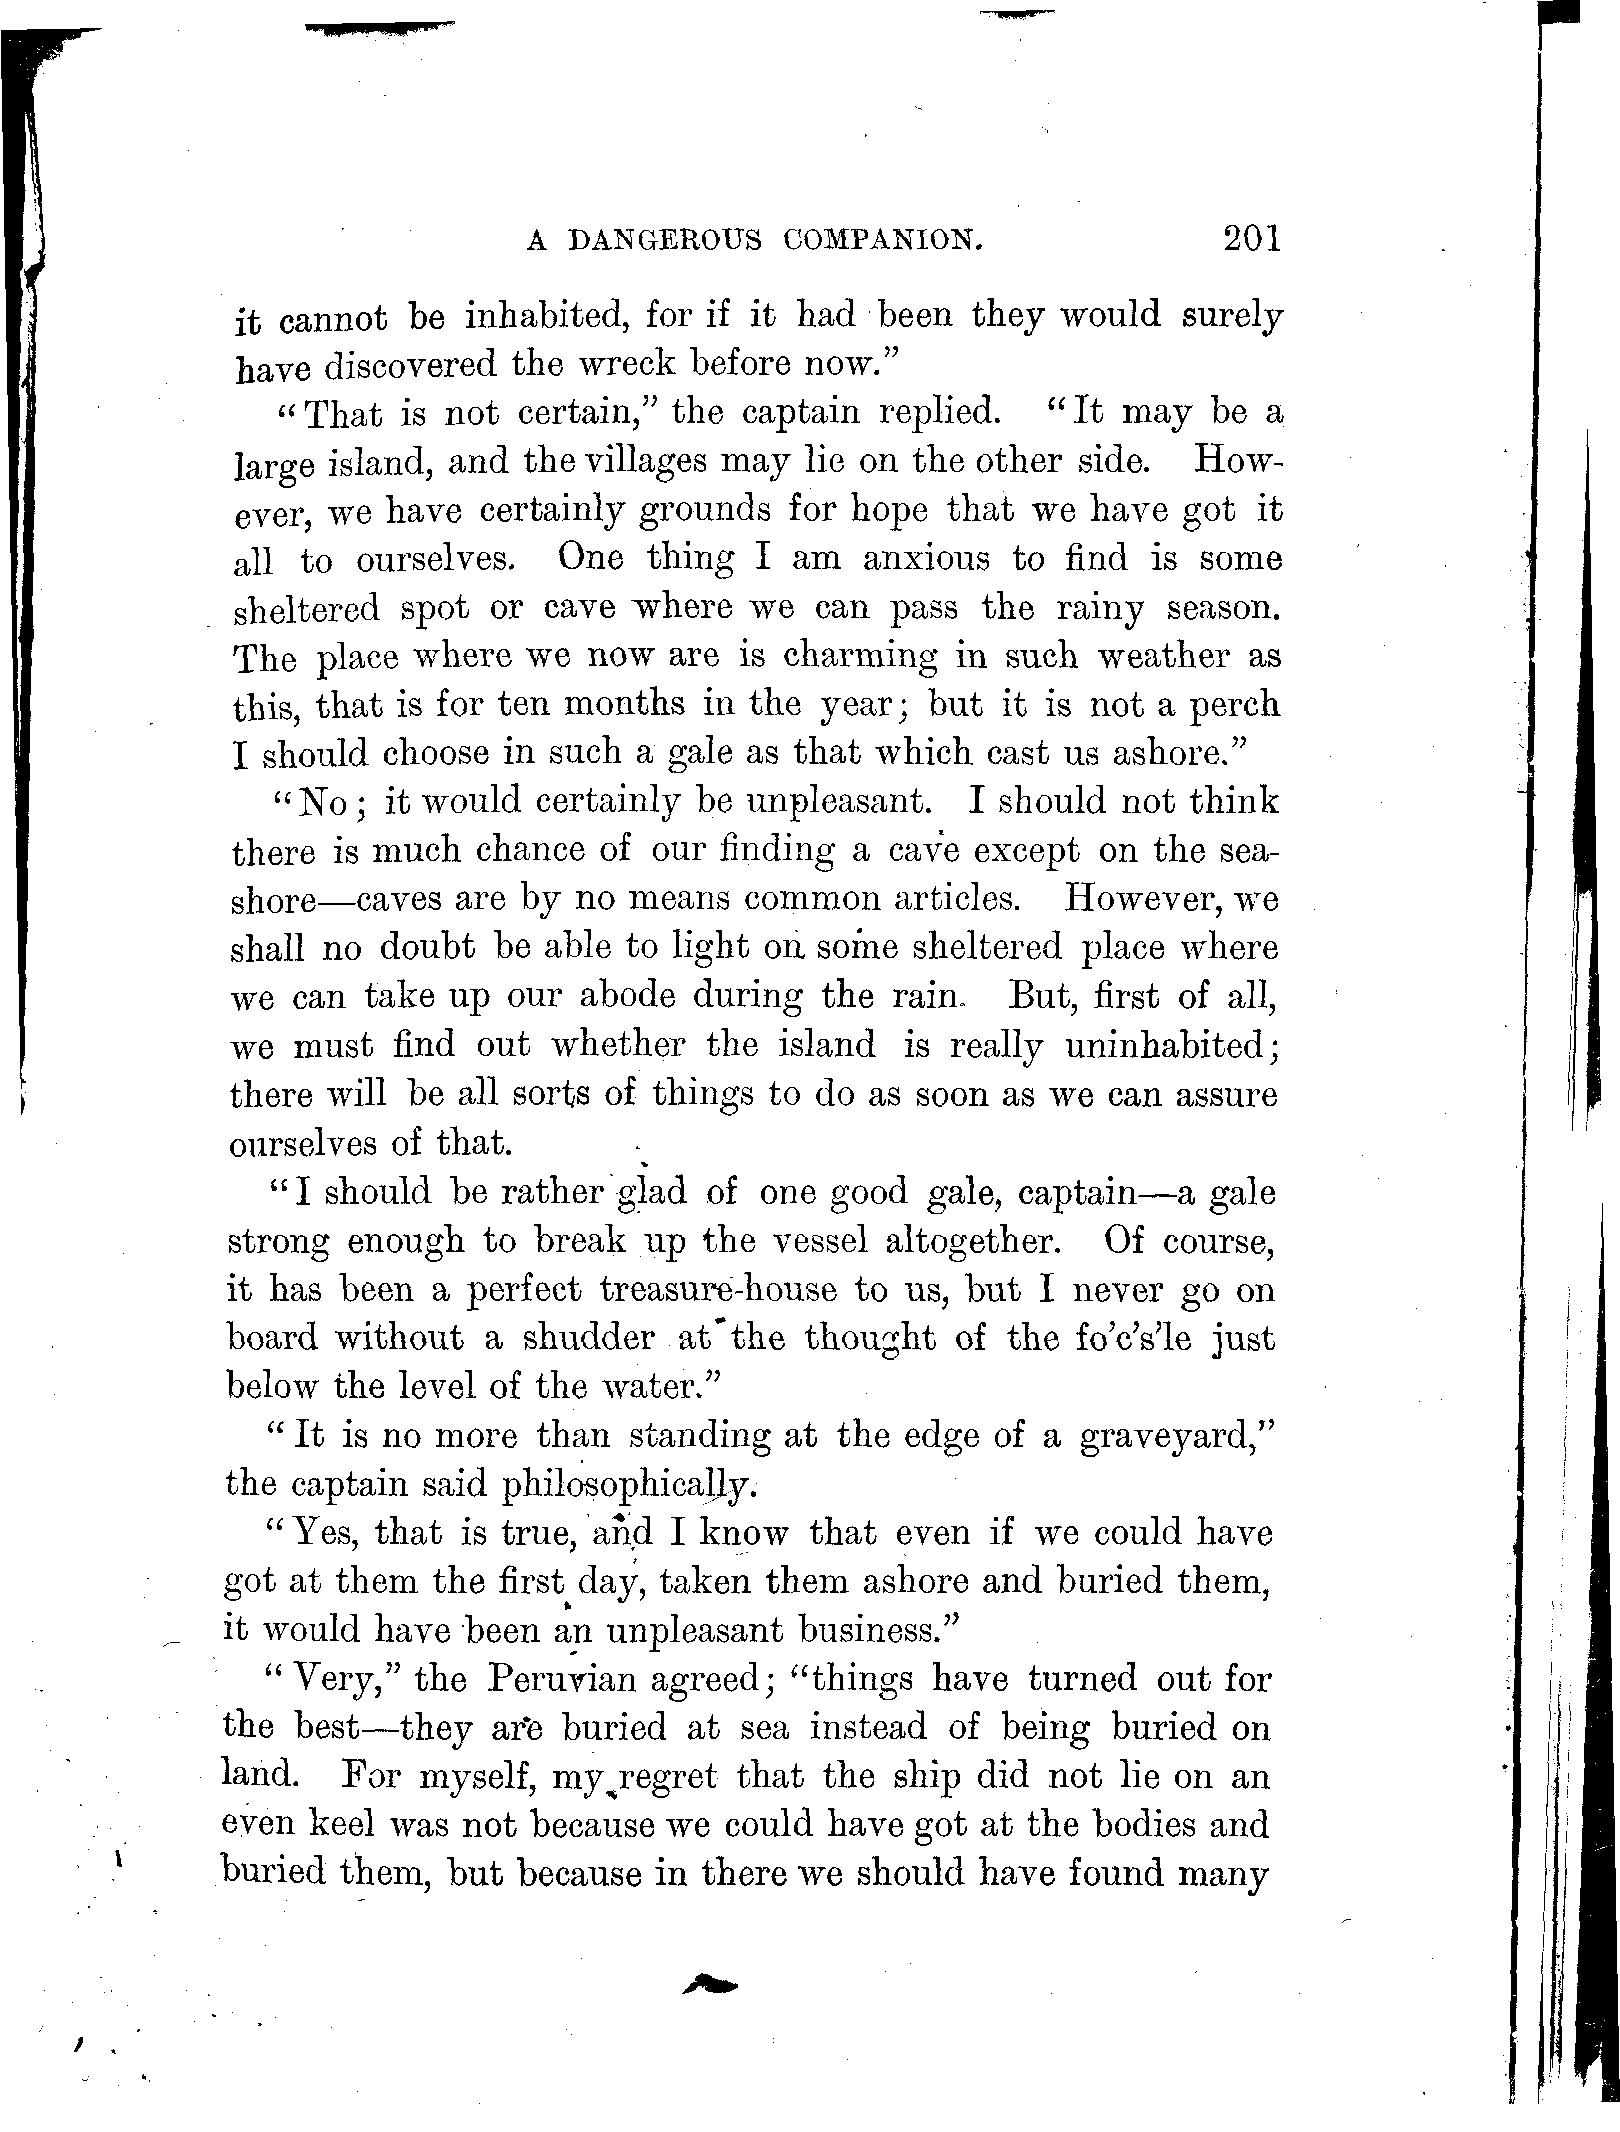 A DANGEROUS COMPANION. 201
it cannot be inhabited, for if it had been they would surely
have discovered the wreck before now."
"That is not certain," the captain replied. "It may be a
large island, and the villages may lie on the other side. How-
ever, we have certainly grounds for hope that we have got it
all to ourselves. One thing I am anxious to find is some
sheltered spot or cave where we can pass the rainy season.
The place where we now are is charming in such weather as
this, that is for ten months in the year; but it is not a perch
I should choose in such a gale as that which cast us ashore."
"No; it would certainly be unpleasant. I should not think
there is much chance of our finding a cave except on the sea-
shore—caves are by no means common articles. However, we
shall no doubt be able to light on some sheltered place where
we can take up our abode during the rain. But, first of all,
we must find out whether the island is really uninhabited;
there will be all sorts of things to do as soon as we can assure
ourselves of that.
"I should be rather glad of one good gale, captain—a gale
strong enough to break up the vessel altogether. Of course,
it has been a perfect treasure-house to us, but I never go on
board without a shudder at the thought of the fo'c's'le just
below the level of the water."
"It is no more than standing at the edge of a graveyard,"
the captain said philosophically.
"Yes, that is true, and I know that even if we could have
got at them the first day, taken them ashore and buried them,
it would have been an unpleasant business."
"Very," the Peruvian agreed; "things have turned out for
the best—they are buried at sea instead of being buried on
land. For myself, my regret that the ship did not lie on an
even keel was not because we could have got at the bodies and
buried them, but because in there we should have found many